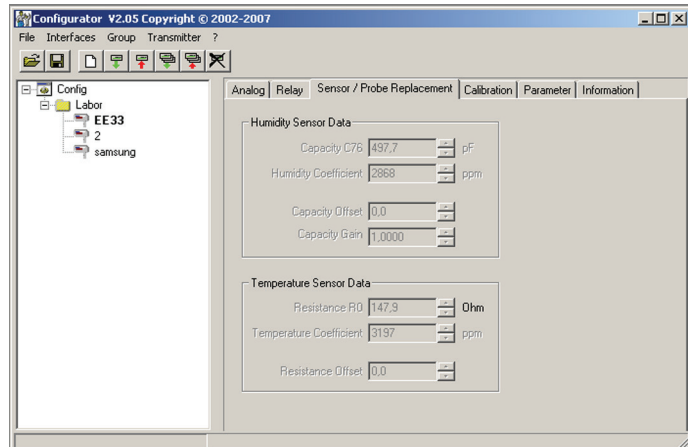 Configurator V2.05 Copyright © 2002-2007
File Interfaces Group Transmitter ?
Config
Labor
EE33
2
samsung
Analog Relay Sensor / Probe Replacement Calibration Parameter Information
Humidity Sensor Data
Capacity C76 497,7 pF
Humidity Coefficient 2868 ppm
Capacity Offset 0,0
Capacity Gain 1,0000
Temperature Sensor Data
Resistance R0 147,9 Ohm
Temperature Coefficient 3197 ppm
Resistance Offset 0,0